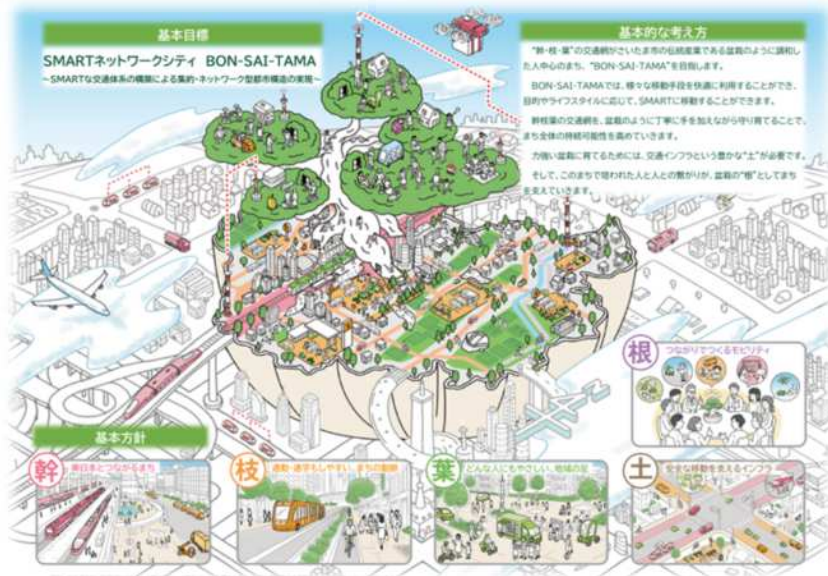 基本目標
SMARTネットワークシティ BON-SAI-TAMA
～SMARTな交通体系の構築による集約・ネットワーク型都市構造の実現～
基本的な考え方
“幹・枝・葉”の交通網がさいたま市の伝統産業である盆栽のように調和し
た人中心のまち、“BON-SAI-TAMA”を目指します。
BON-SAI-TAMAでは、様々な移動手段を快適に利用することができ、
目的やライフスタイルに応じて、SMARTに移動することができます。
幹枝葉の交通網を、盆栽のように丁寧に手を加えながら守り育てることで、
まち全体の持続可能性を高めていきます。
力強い盆栽に育てるためには、交通インフラという豊かな“土”が必要です。
そして、このまちで培われた人と人との繋がりが、盆栽の“根”としてまち
を支えていきます。
根 つながりでつくるモビリティ
基本方針
幹 東日本とつながるまち
枝 通勤・通学もしやすい、まちの動脈
葉 どんな人にもやさしい、地域の足
土 安全な移動を支えるインフラ